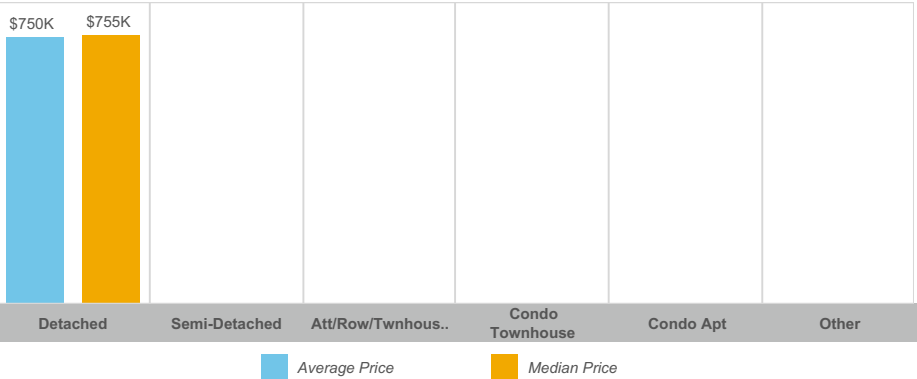 $750K
$755K
Detached
Semi-Detached
Att/Row/Twnhous..
Condo
Townhouse
Condo Apt
Other
Average Price
Median Price